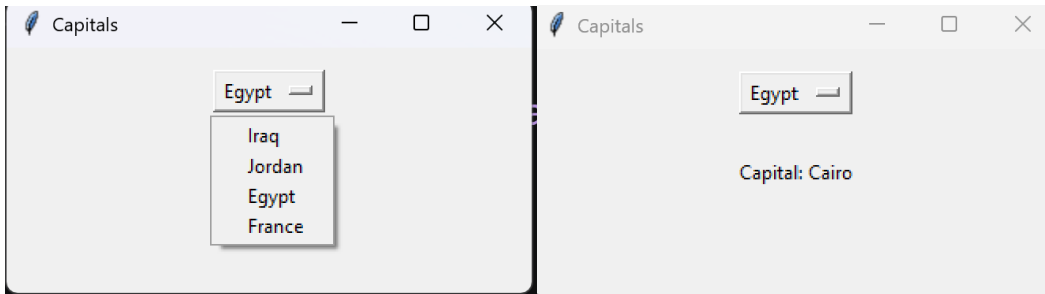 Capitals
Egypt
Iraq
Jordan
Egypt
France
Capitals
Egypt
Capital: Cairo